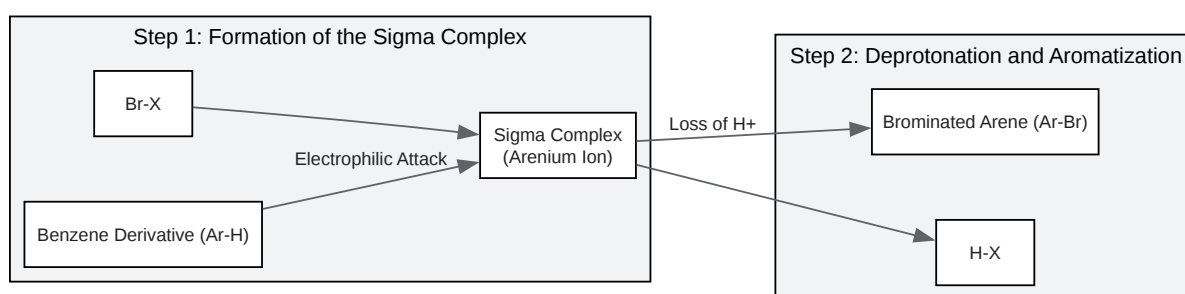 Step 1: Formation of the Sigma Complex
Br-X
Electrophilic Attack
Benzene Derivative (Ar-H)
Sigma Complex
(Arenium Ion)
Loss of H+
Step 2: Deprotonation and Aromatization
Brominated Arene (Ar-Br)
H-X